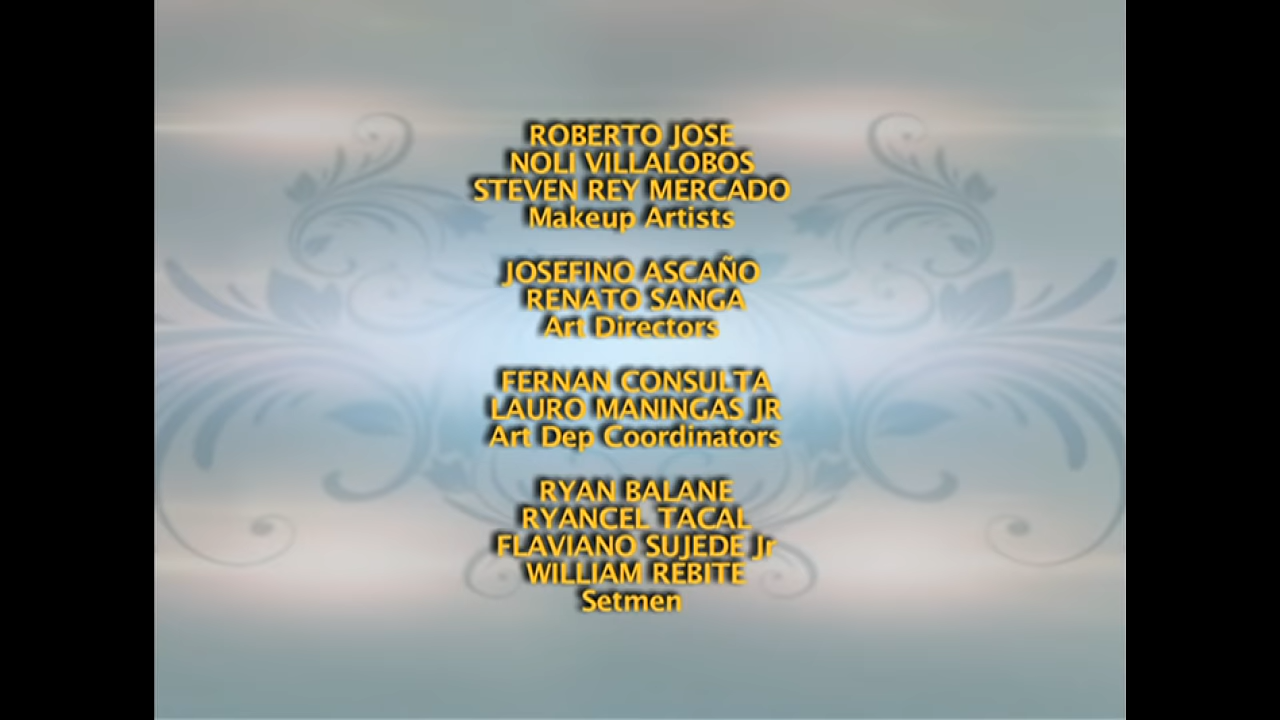 ROBERTO JOSE
NOLI VILLALOBOS
STEVEN REY MERCADO
Makeup Artists
JOSEFINO ASCAÑO
RENATO SANGA
Art Directors
FERNAN CONSULTA
LAURO MANINGAS JR
Art Dep Coordinators
RYAN BALANE
RYANCEL TACAL
FLAVIANO SUJEDE Jr
WILLIAM REBITE
Setmen